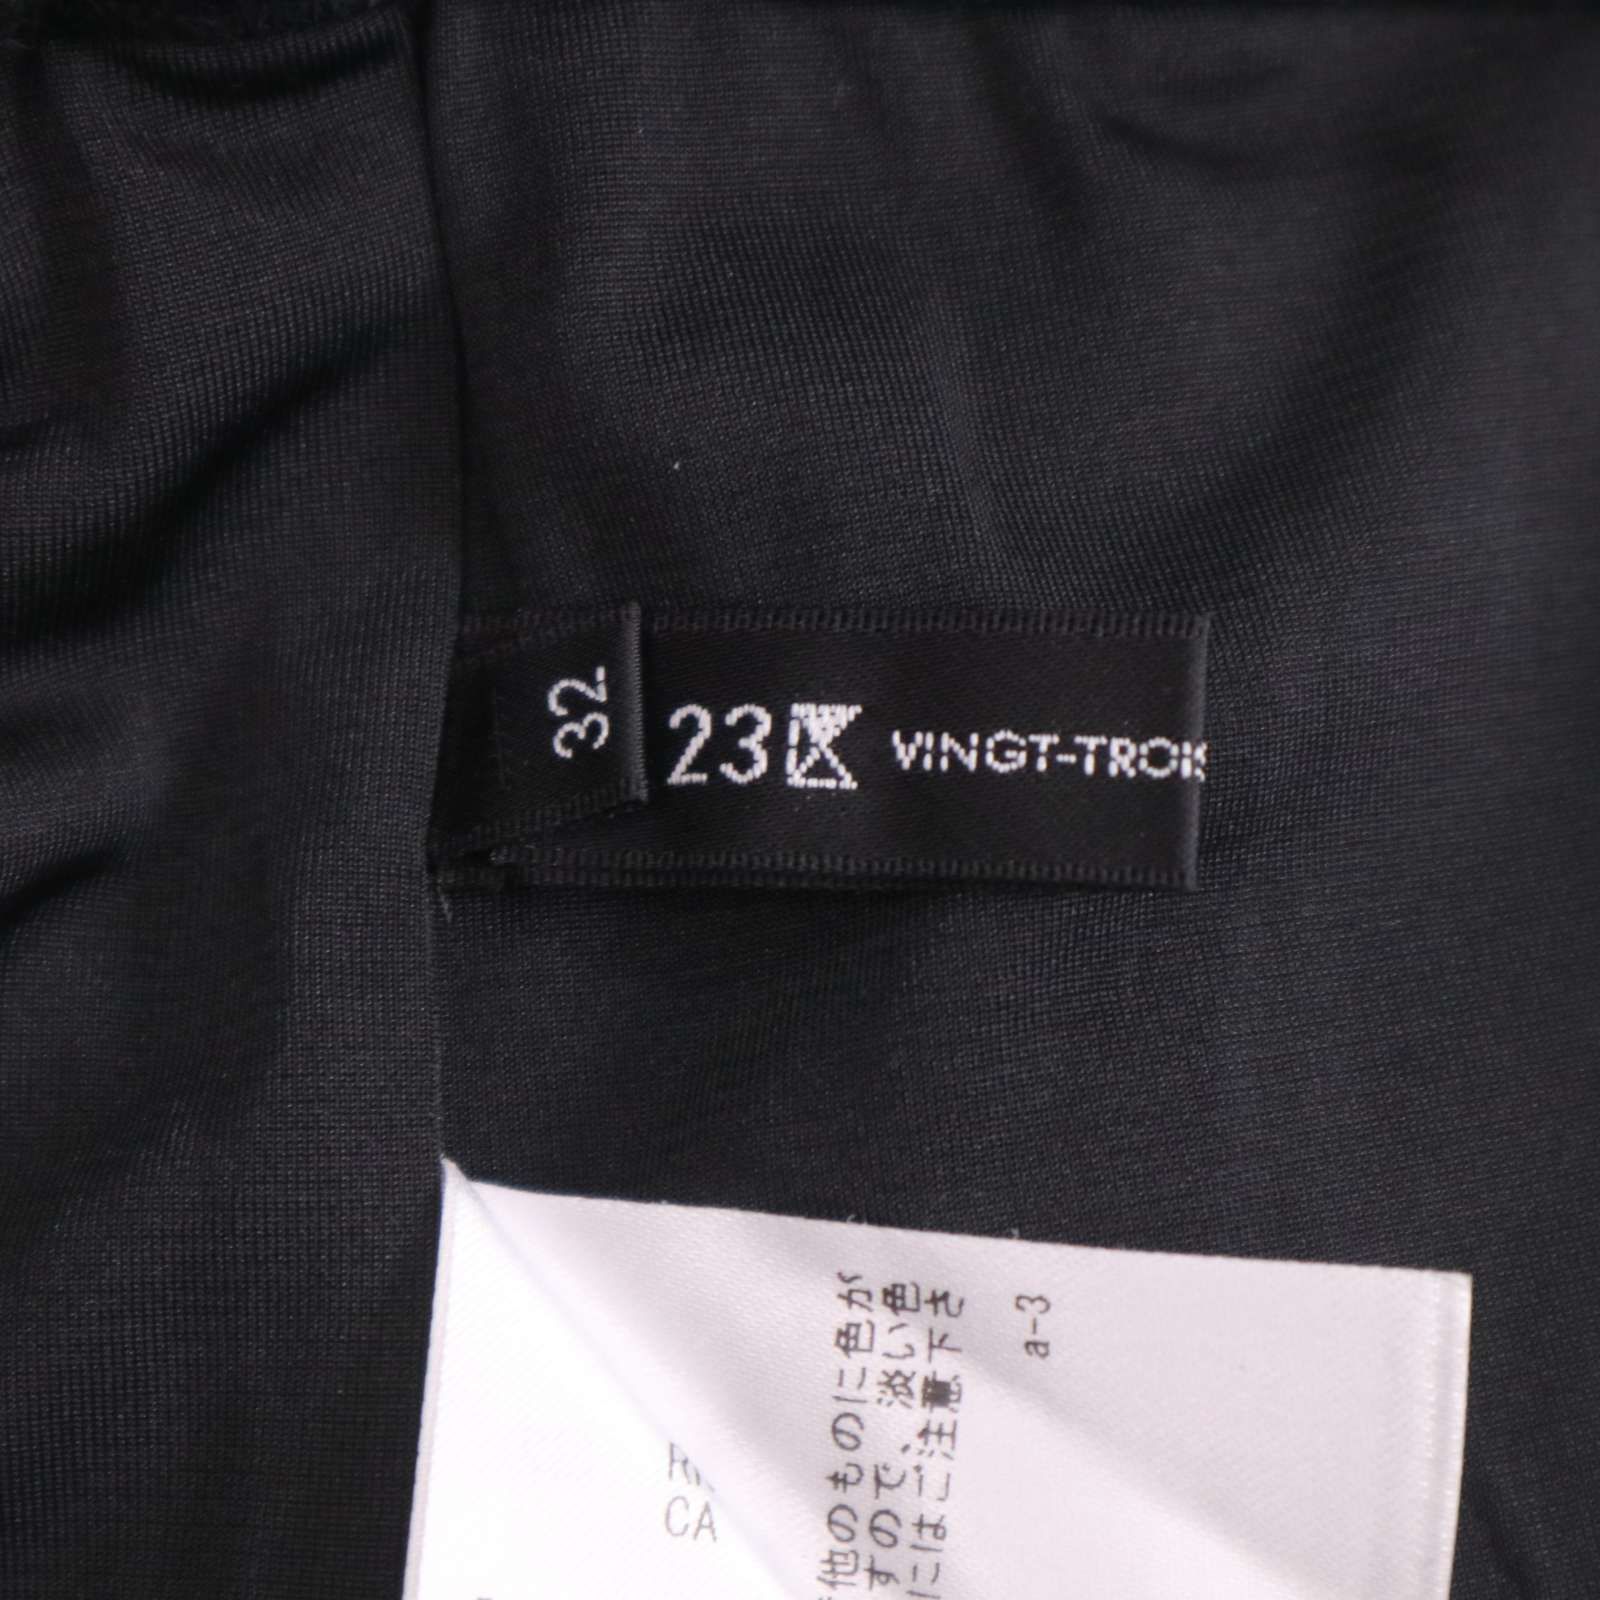 32
23区 VINGT-TROIS
a-3
他のものに色が
すので、淡い色
にはご注意下さ
CA